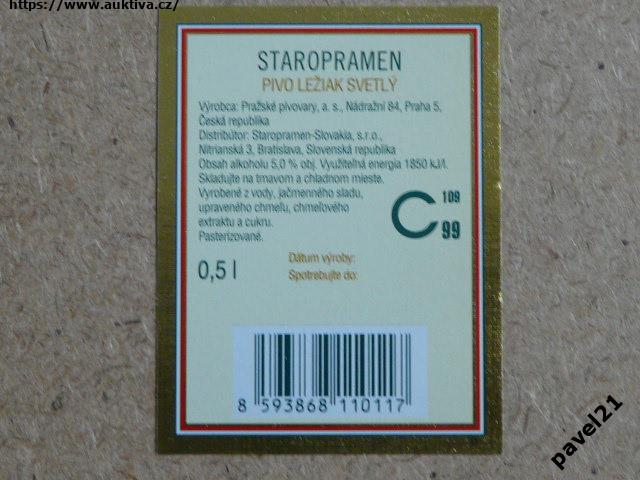 https://www.auktiva.cz/
STAROPRAMEN
PIVO LEŽIAK SVETLÝ
Výrobca: Pražské pivovary, a. s., Nádražní 84, Praha 5,
Česká republika
Distribútor: Staropramen-Slovakia, s.r.o.,
Nitrianská 3, Bratislava, Slovenská republika
Obsah alkoholu 5,0 % obj. Využiteľná energia 1850 kJ/l.
Skladujte na tmavom a chladnom mieste.
Vyrobené z vody, jačmenného sladu,
upraveného chmeľu, chmeľového
extraktu a cukru.
Pasterizované.
C 109
99
0,5 l
Dátum výroby:
Spotrebujte do:
8 593868 110117
pavel21